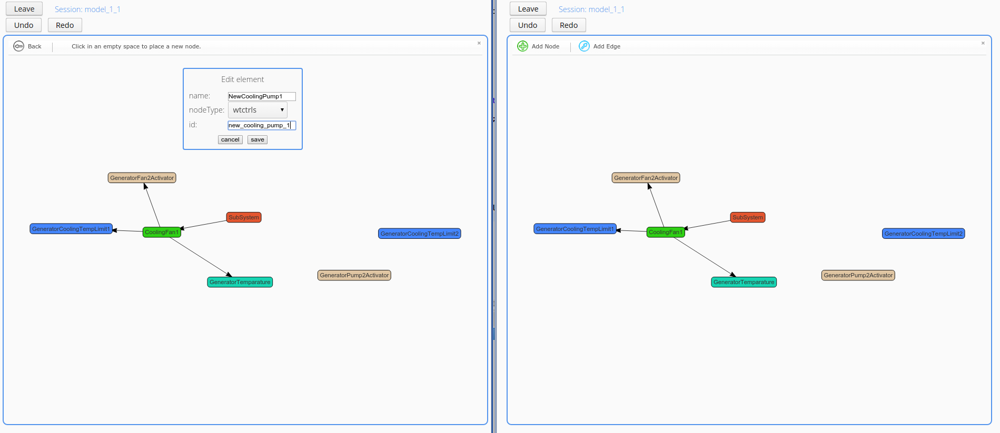 Leave
Session: model_1_1
Undo
Redo
Back
Click in an empty space to place a new node.
Edit element
name:
NewCoolingPump1
nodeType:
wtctrls
id:
new_cooling_pump_1
cancel
save
GeneratorFan2Activator
SubSystem
GeneratorCoolingTempLimit1
CoolingFan1
GeneratorCoolingTempLimit2
GeneratorPump2Activator
GeneratorTemparature
Leave
Session: model_1_1
Undo
Redo
Add Node
Add Edge
GeneratorFan2Activator
SubSystem
GeneratorCoolingTempLimit1
CoolingFan1
GeneratorCoolingTempLimit2
GeneratorPump2Activator
GeneratorTemparature